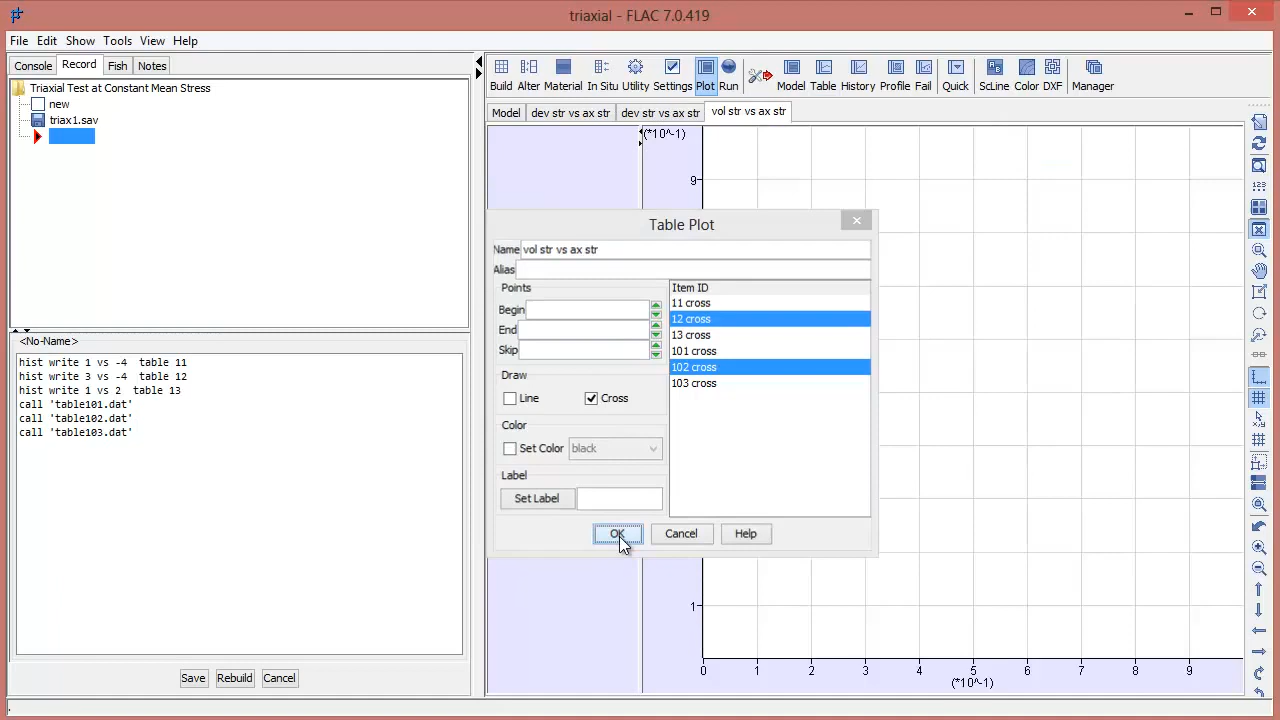 triaxial - FLAC 7.0.419
File Edit Show Tools View Help
Console Record Fish Notes
Triaxial Test at Constant Mean Stress
new
triax1.sav
<No-Name>
hist write 1 vs -4 table 11
hist write 3 vs -4 table 12
hist write 1 vs 2 table 13
call 'table101.dat'
call 'table102.dat'
call 'table103.dat'
Save Rebuild Cancel
Build Alter Material In Situ Utility Settings Plot Run Model Table History Profile Fail Quick ScLine Color DXF Manager
Model dev str vs ax str dev str vs ax str vol str vs ax str
(*10^-1)
9
1
0 1 2 3 4 5 6 7 8 9
(*10^-1)
Table Plot
Name vol str vs ax str
Alias
Points
Begin
End
Skip
Draw
Line Cross
Color
Set Color black
Label
Set Label
Item ID
11 cross
12 cross
13 cross
101 cross
102 cross
103 cross
OK Cancel Help
123